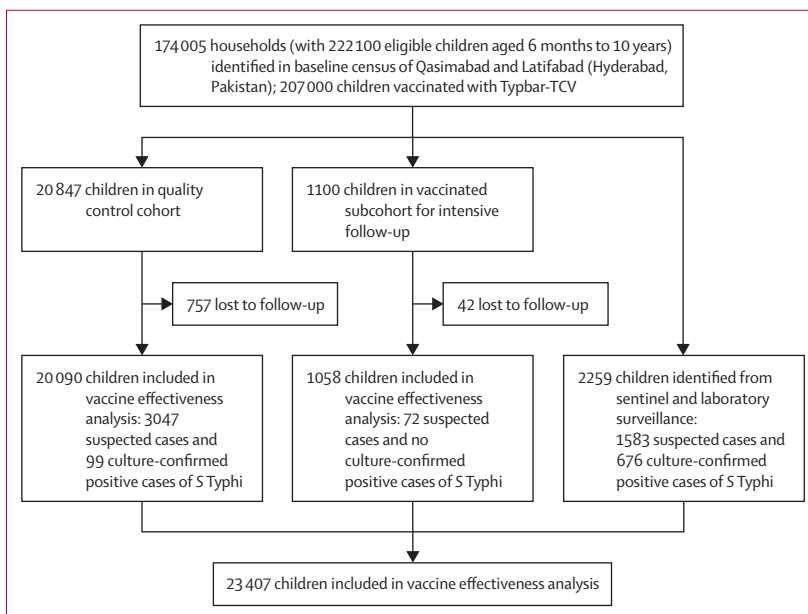 174 005 households (with 222 100 eligible children aged 6 months to 10 years)
identified in baseline census of Qasimabad and Latifabad (Hyderabad,
Pakistan); 207 000 children vaccinated with Typbar-TCV
20 847 children in quality
control cohort
1100 children in vaccinated
subcohort for intensive
follow-up
757 lost to follow-up
42 lost to follow-up
20 090 children included in
vaccine effectiveness
analysis: 3047
suspected cases and
99 culture-confirmed
positive cases of S Typhi
1058 children included in
vaccine effectiveness
analysis: 72 suspected
cases and no
culture-confirmed
positive cases of S Typhi
2259 children identified from
sentinel and laboratory
surveillance:
1583 suspected cases and
676 culture-confirmed
positive cases of S Typhi
23 407 children included in vaccine effectiveness analysis